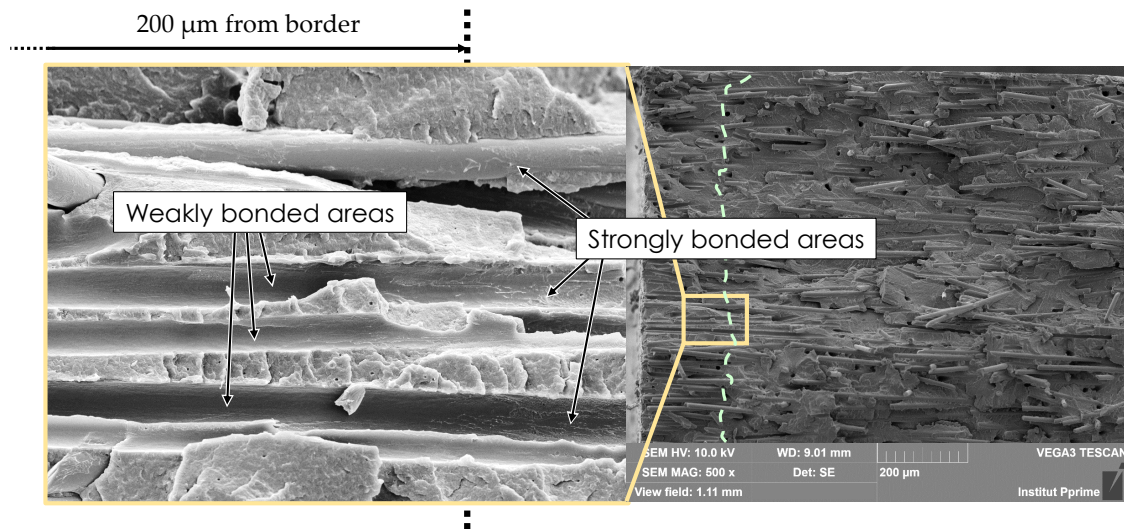 200 µm from border
Weakly bonded areas
Strongly bonded areas
SEM HV: 10.0 kV
WD: 9.01 mm
VEGA3 TESCAN
SEM MAG: 500 x
Det: SE
200 µm
View field: 1.11 mm
Institut Pprime